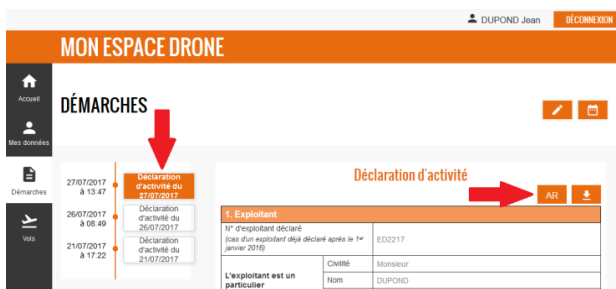 DUPOND Jean
DÉCONNEXION
MON ESPACE DRONE
Accueil
Mes données
Démarches
Vols
DÉMARCHES
27/07/2017
à 13:47
Déclaration
d'activité du
27/07/2017
26/07/2017
à 08:49
Déclaration
d'activité du
26/07/2017
21/07/2017
à 17:22
Déclaration
d'activité du
21/07/2017
Déclaration d'activité
AR
1. Exploitant
N° d'exploitant déclaré
(cas d'un exploitant déjà déclaré après le 1er
janvier 2016)
ED2217
L'exploitant est un
particulier
Civilité
Monsieur
Nom
DUPOND